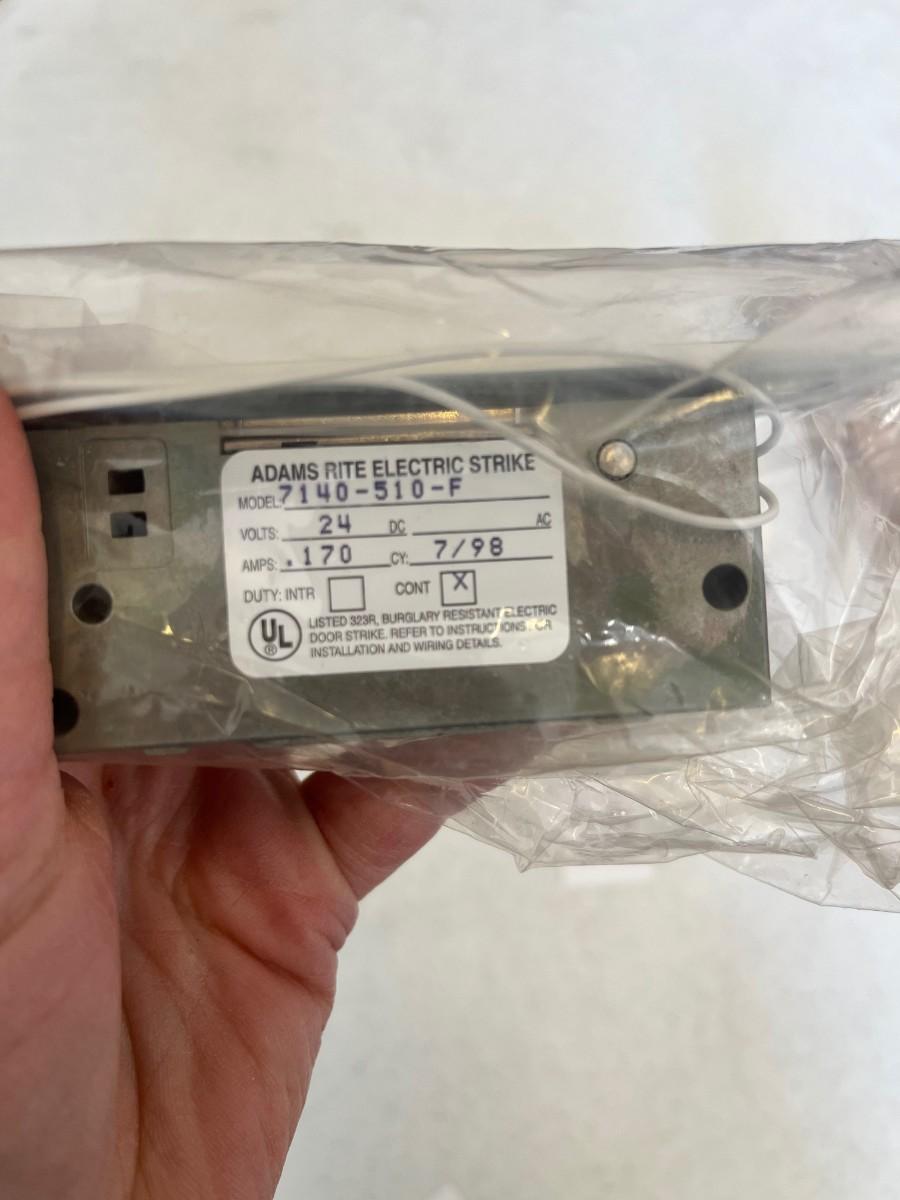 ADAMS RITE ELECTRIC STRIKE
MODEL: 7140-510-F
VOLTS: 24 DC AC
AMPS: .170 CY: 7/98
DUTY: INTR CONT X
UL ® LISTED 323R, BURGLARY RESISTANT ELECTRIC
DOOR STRIKE. REFER TO INSTRUCTIONS FOR
INSTALLATION AND WIRING DETAILS.